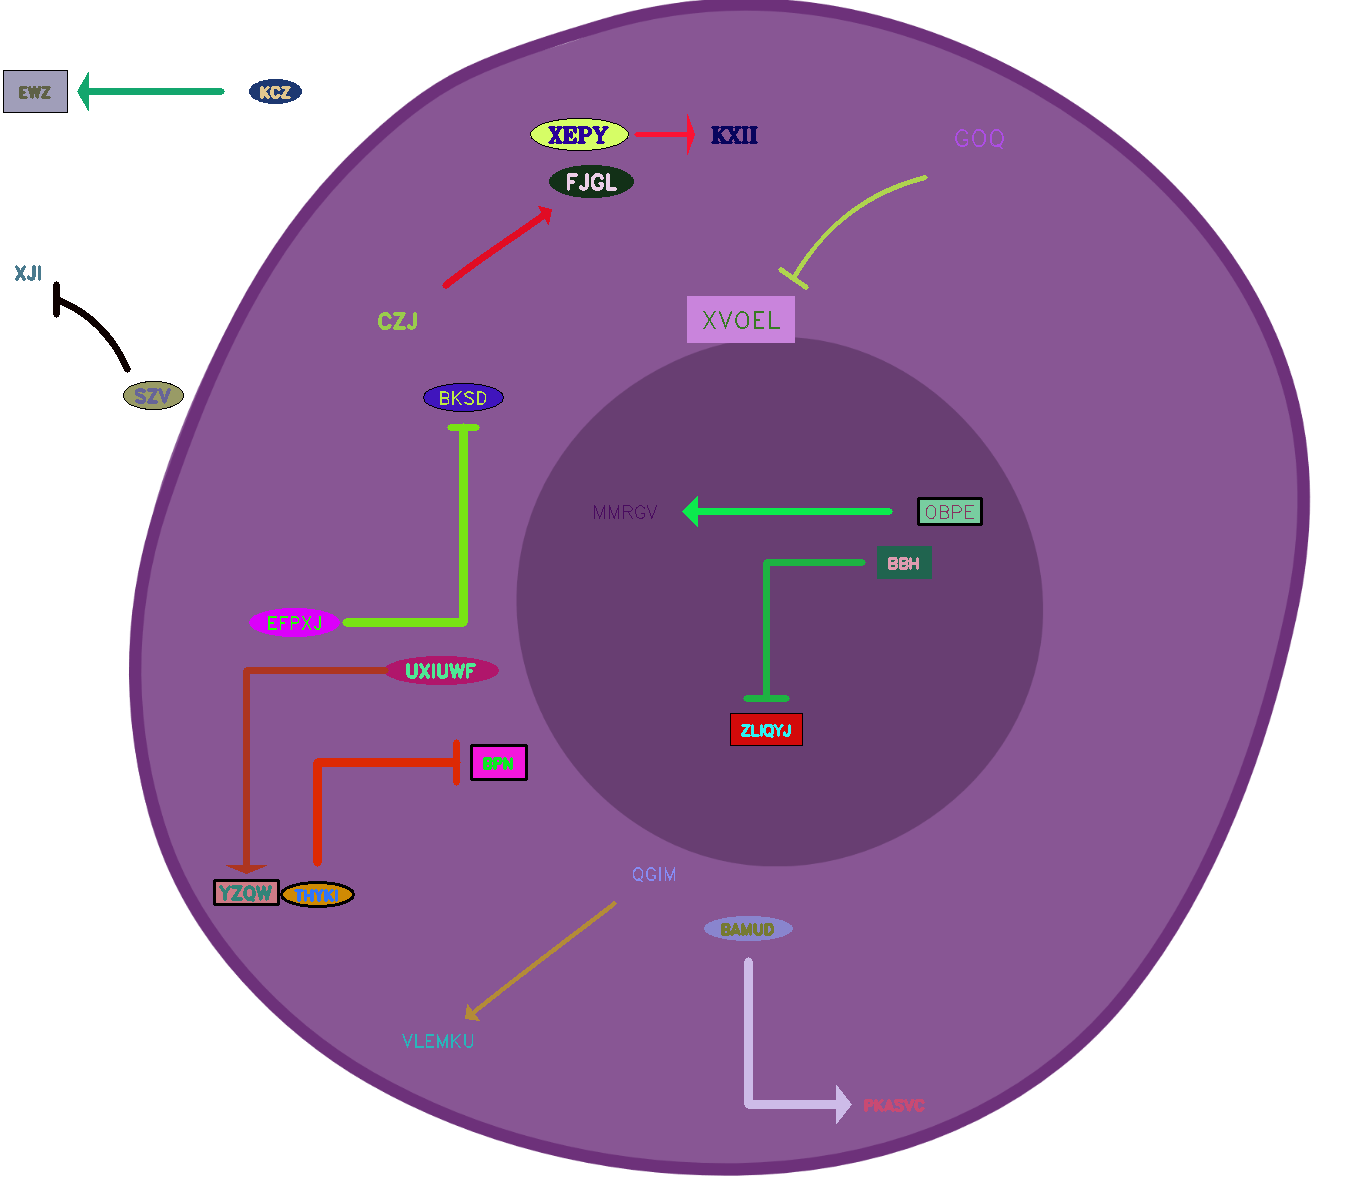 EWZ
KCZ
XEPY
KXII
GOQ
FJGL
XJI
CZJ
XVOEL
SZV
BKSD
MMRGV
OBPE
BBH
EFPXJ
UXIUWF
ZLIQYJ
BPN
QGIM
YZQW
THYKI
BAMUD
VLEMKU
PKASVC